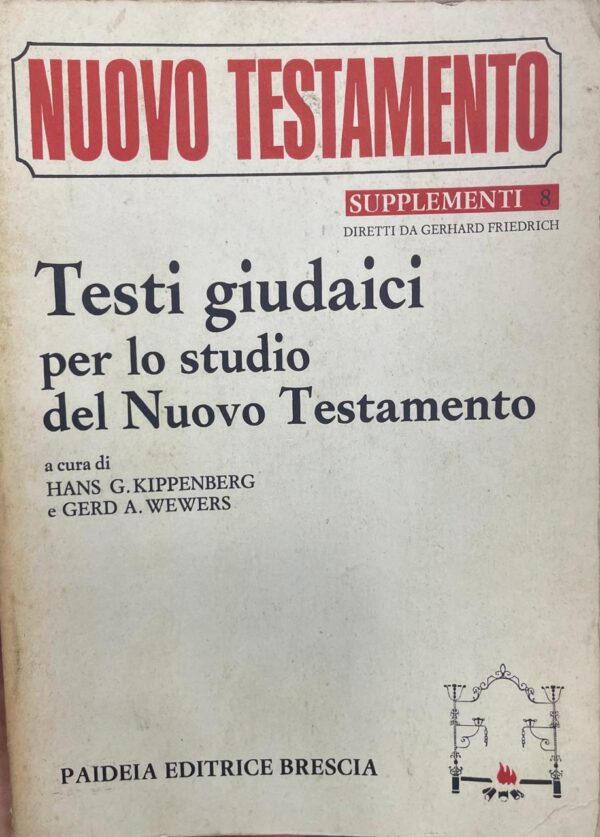 NUOVO TESTAMENTO
SUPPLEMENTI 8
DIRETTI DA GERHARD FRIEDRICH
Testi giudaici
per lo studio
del Nuovo Testamento
a cura di
HANS G. KIPPENBERG
e GERD A. WEWERS
PAIDEIA EDITRICE BRESCIA